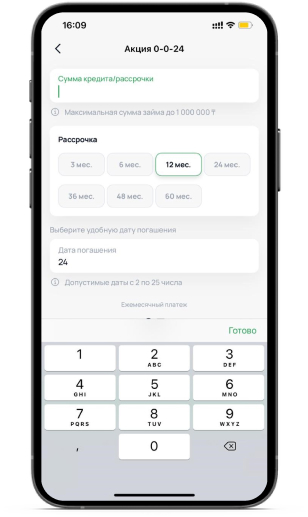 16:09
Акция 0-0-24
Сумма кредита/рассрочки
Максимальная сумма займа до 1 000 000 ₸
Рассрочка
3 мес. 6 мес. 12 мес. 24 мес.
36 мес. 48 мес. 60 мес.
Выберите удобную дату погашения
Дата погашения
24
Допустимые даты с 2 по 25 числа
Ежемесячный платеж
Готово
1 2 3
ABC DEF
4 5 6
GHI JKL MNO
7 8 9
PQRS TUV WXYZ
, 0